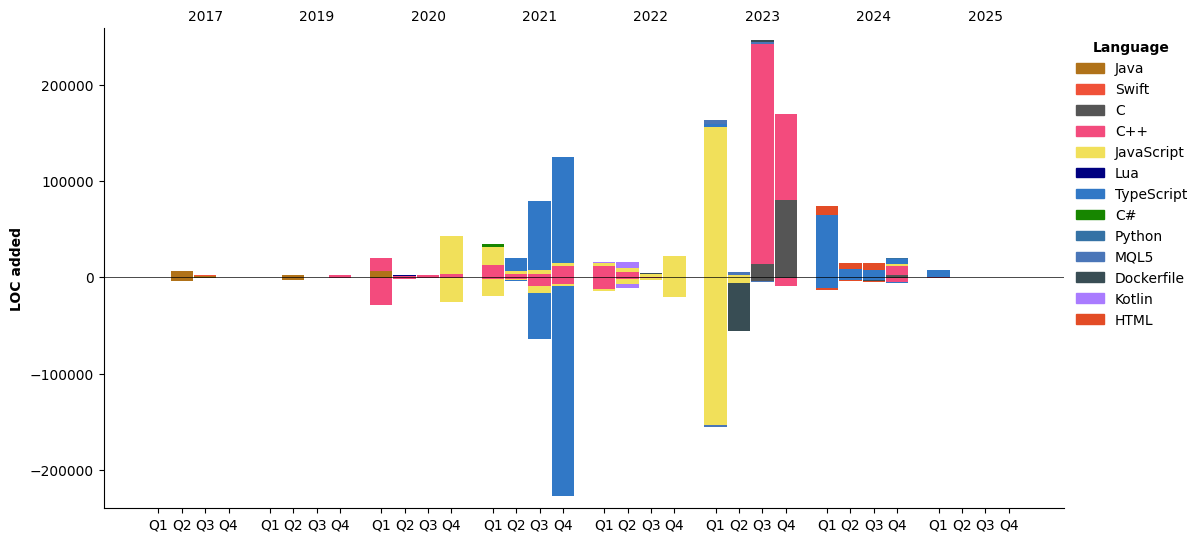 2017 2019 2020 2021 2022 2023 2024 2025
LOC added
200000
100000
0
−100000
−200000
Q1 Q2 Q3 Q4 Q1 Q2 Q3 Q4 Q1 Q2 Q3 Q4 Q1 Q2 Q3 Q4 Q1 Q2 Q3 Q4 Q1 Q2 Q3 Q4 Q1 Q2 Q3 Q4 Q1 Q2 Q3 Q4
Language
Java
Swift
C
C++
JavaScript
Lua
TypeScript
C#
Python
MQL5
Dockerfile
Kotlin
HTML